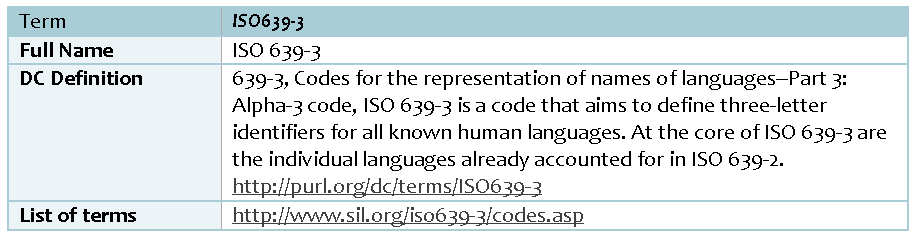 Term ISO639-3
Full Name ISO 639-3
DC Definition 639-3, Codes for the representation of names of languages--Part 3:
Alpha-3 code, ISO 639-3 is a code that aims to define three-letter
identifiers for all known human languages. At the core of ISO 639-3 are
the individual languages already accounted for in ISO 639-2.
http://purl.org/dc/terms/ISO639-3
List of terms http://www.sil.org/iso639-3/codes.asp